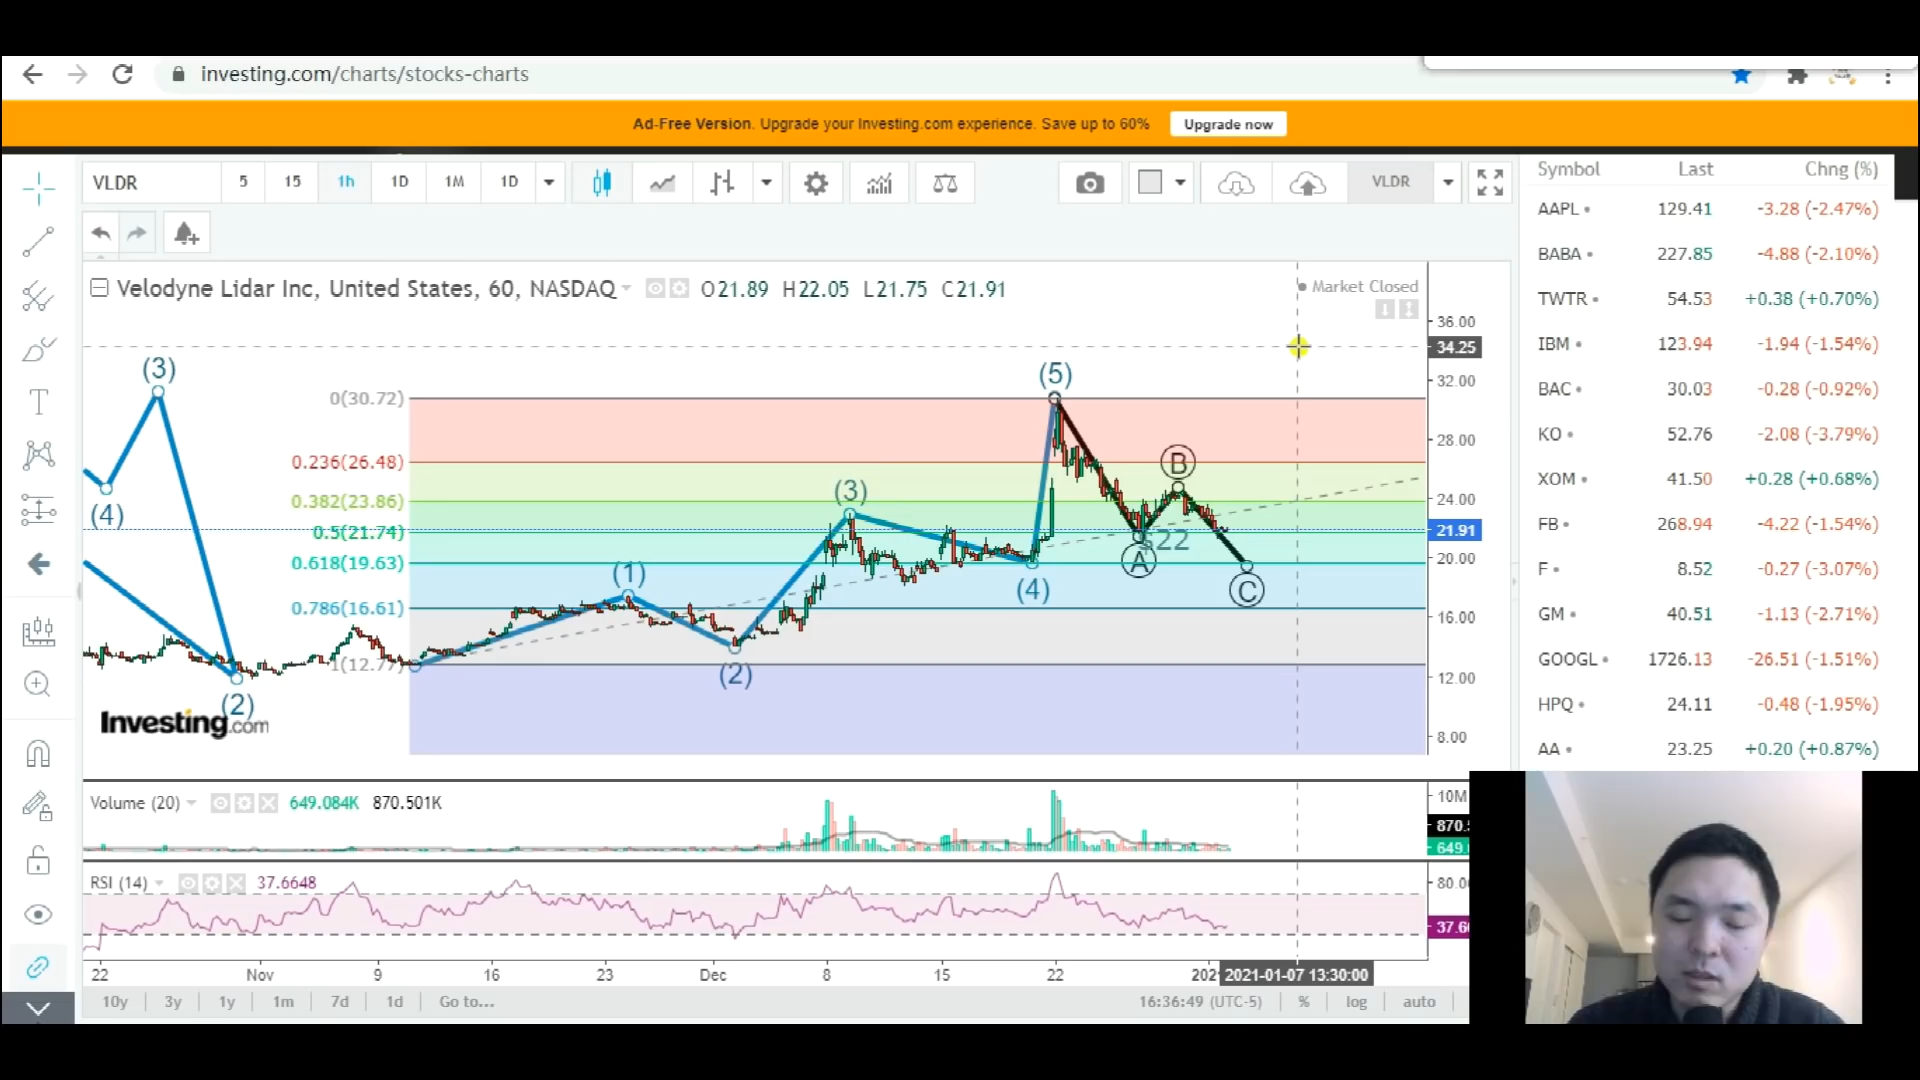 investing.com/charts/stocks-charts
Ad-Free Version. Upgrade your Investing.com experience. Save up to 60% Upgrade now
VLDR 5 15 1h 1D 1M 1D VLDR
Velodyne Lidar Inc, United States, 60, NASDAQ O21.89 H22.05 L21.75 C21.91
Market Closed
36.00
34.25
32.00
28.00
24.00
21.91
20.00
16.00
12.00
8.00
(3)
(4)
(2)
(5)
0(30.72)
0.236(26.48)
0.382(23.86)
0.5(21.74)
0.618(19.63)
0.786(16.61)
1(12.77)
(1)
(2)
(3)
(4)
A
B
C
$22
Investing.com
Volume (20) 649.084K 870.501K
10M
870.
649.
RSI (14) 37.6648
80.0
37.6
22 Nov 9 16 23 Dec 8 15 22 202 2021-01-07 13:30:00
10y 3y 1y 1m 7d 1d Go to... 16:36:49 (UTC-5) % log auto
Symbol Last Chng (%)
AAPL 129.41 -3.28 (-2.47%)
BABA 227.85 -4.88 (-2.10%)
TWTR 54.53 +0.38 (+0.70%)
IBM 123.94 -1.94 (-1.54%)
BAC 30.03 -0.28 (-0.92%)
KO 52.76 -2.08 (-3.79%)
XOM 41.50 +0.28 (+0.68%)
FB 268.94 -4.22 (-1.54%)
F 8.52 -0.27 (-3.07%)
GM 40.51 -1.13 (-2.71%)
GOOGL 1726.13 -26.51 (-1.51%)
HPQ 24.11 -0.48 (-1.95%)
AA 23.25 +0.20 (+0.87%)